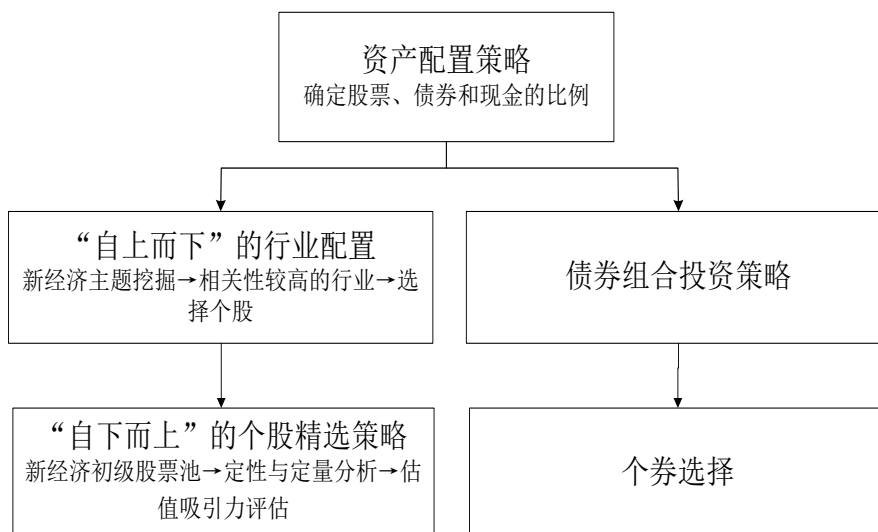 资产配置策略
确定股票、债券和现金的比例
“自上而下”的行业配置
新经济主题挖掘→相关性较高的行业→选
择个股
债券组合投资策略
“自下而上”的个股精选策略
新经济初级股票池→定性与定量分析→估
值吸引力评估
个券选择